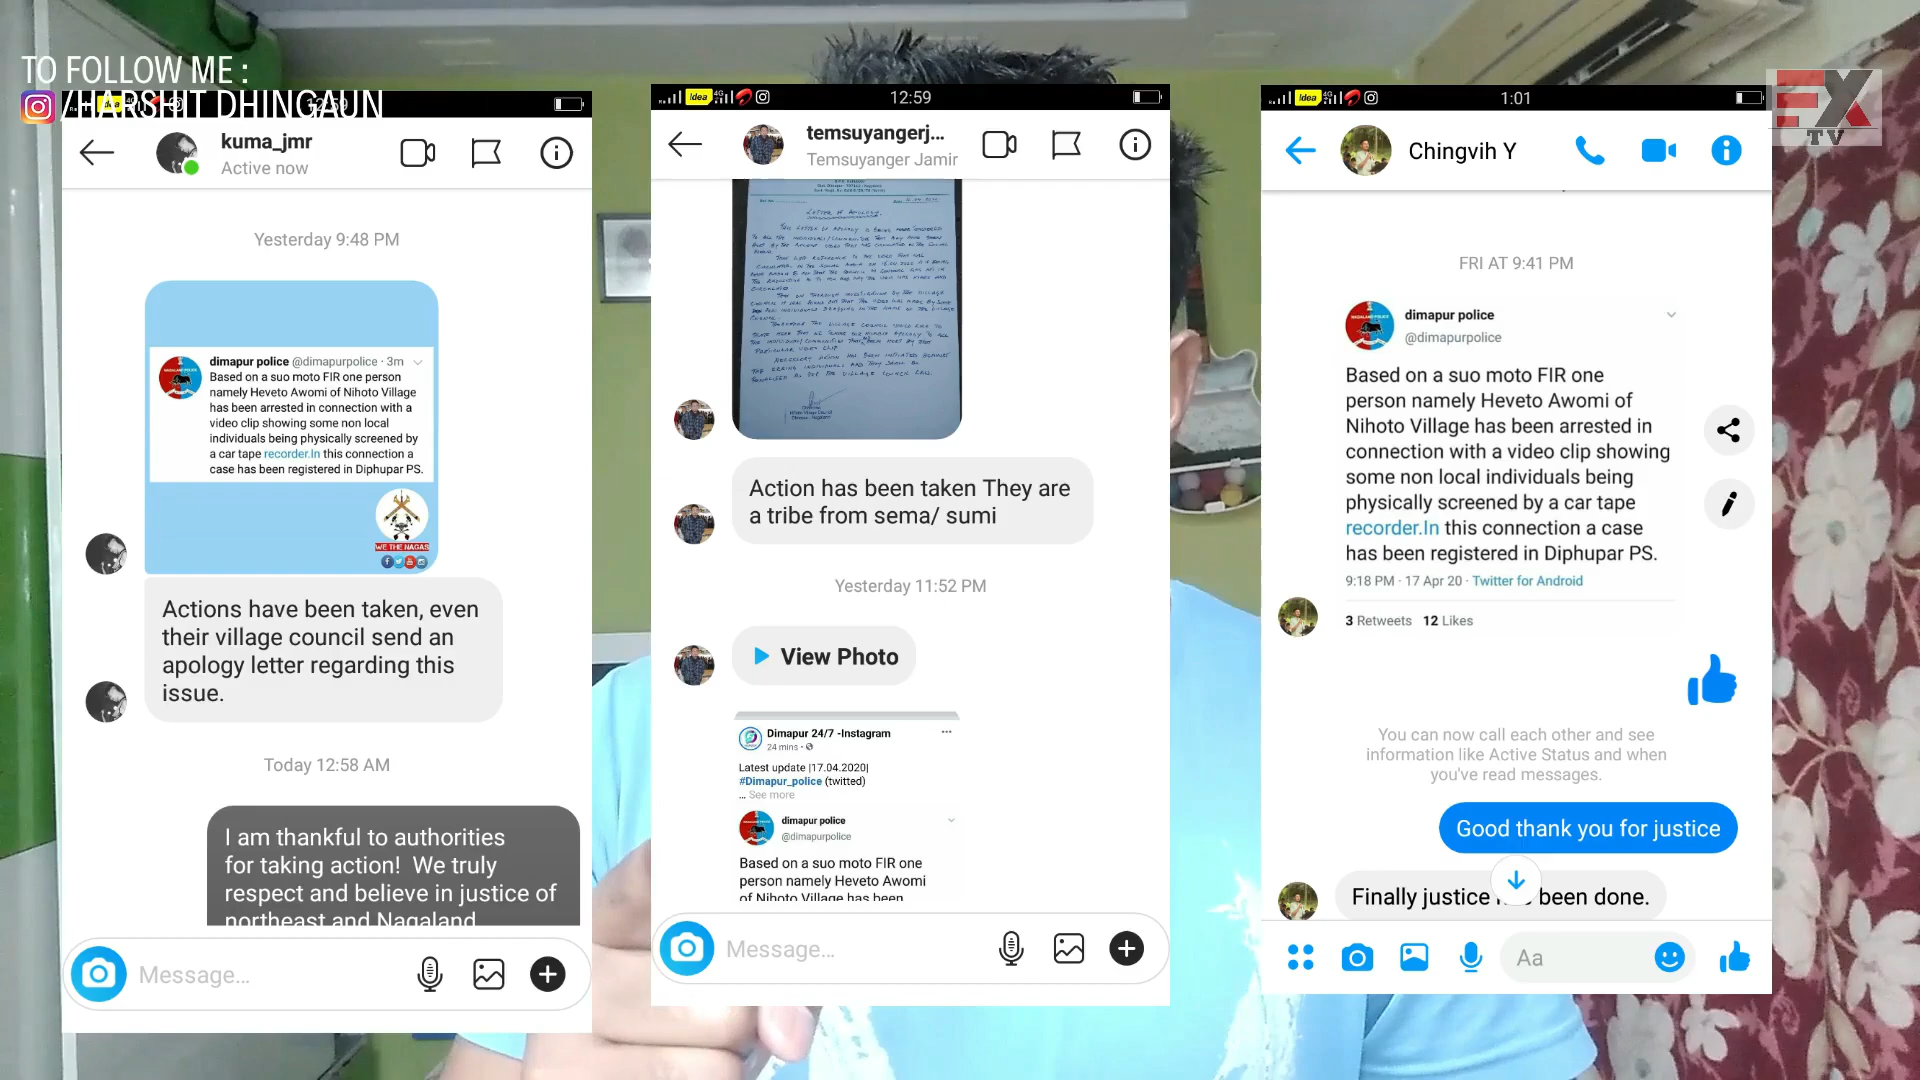 TO FOLLOW ME :
/HARSHIT DHINGAUN
EX
TV
12:59
kuma_jmr
Active now
Yesterday 9:48 PM
dimapur police @dimapurpolice · 3m
Based on a suo moto FIR one person
namely Heveto Awomi of Nihoto Village
has been arrested in connection with a
video clip showing some non local
individuals being physically screened by
a car tape recorder.In this connection a
case has been registered in Diphupar PS.
WE THE NAGAS
Actions have been taken, even
their village council send an
apology letter regarding this
issue.
Today 12:58 AM
I am thankful to authorities
for taking action! We truly
respect and believe in justice of
northeast and Nagaland
Message...
Idea 4G
12:59
temsuyangerj...
Temsuyanger Jamir
LETTER OF APOLOGY
Action has been taken They are
a tribe from sema/ sumi
Yesterday 11:52 PM
View Photo
Dimapur 24/7 -Instagram
24 mins
Latest update |17.04.2020|
#Dimapur_police (twitted)
... See more
dimapur police
@dimapurpolice
Based on a suo moto FIR one
person namely Heveto Awomi
of Nihoto Village has been
Message...
Idea 4G
1:01
Chingvih Y
FRI AT 9:41 PM
dimapur police
@dimapurpolice
Based on a suo moto FIR one
person namely Heveto Awomi of
Nihoto Village has been arrested in
connection with a video clip showing
some non local individuals being
physically screened by a car tape
recorder.In this connection a case
has been registered in Diphupar PS.
9:18 PM · 17 Apr 20 · Twitter for Android
3 Retweets 12 Likes
You can now call each other and see
information like Active Status and when
you've read messages.
Good thank you for justice
Finally justice been done.
Aa